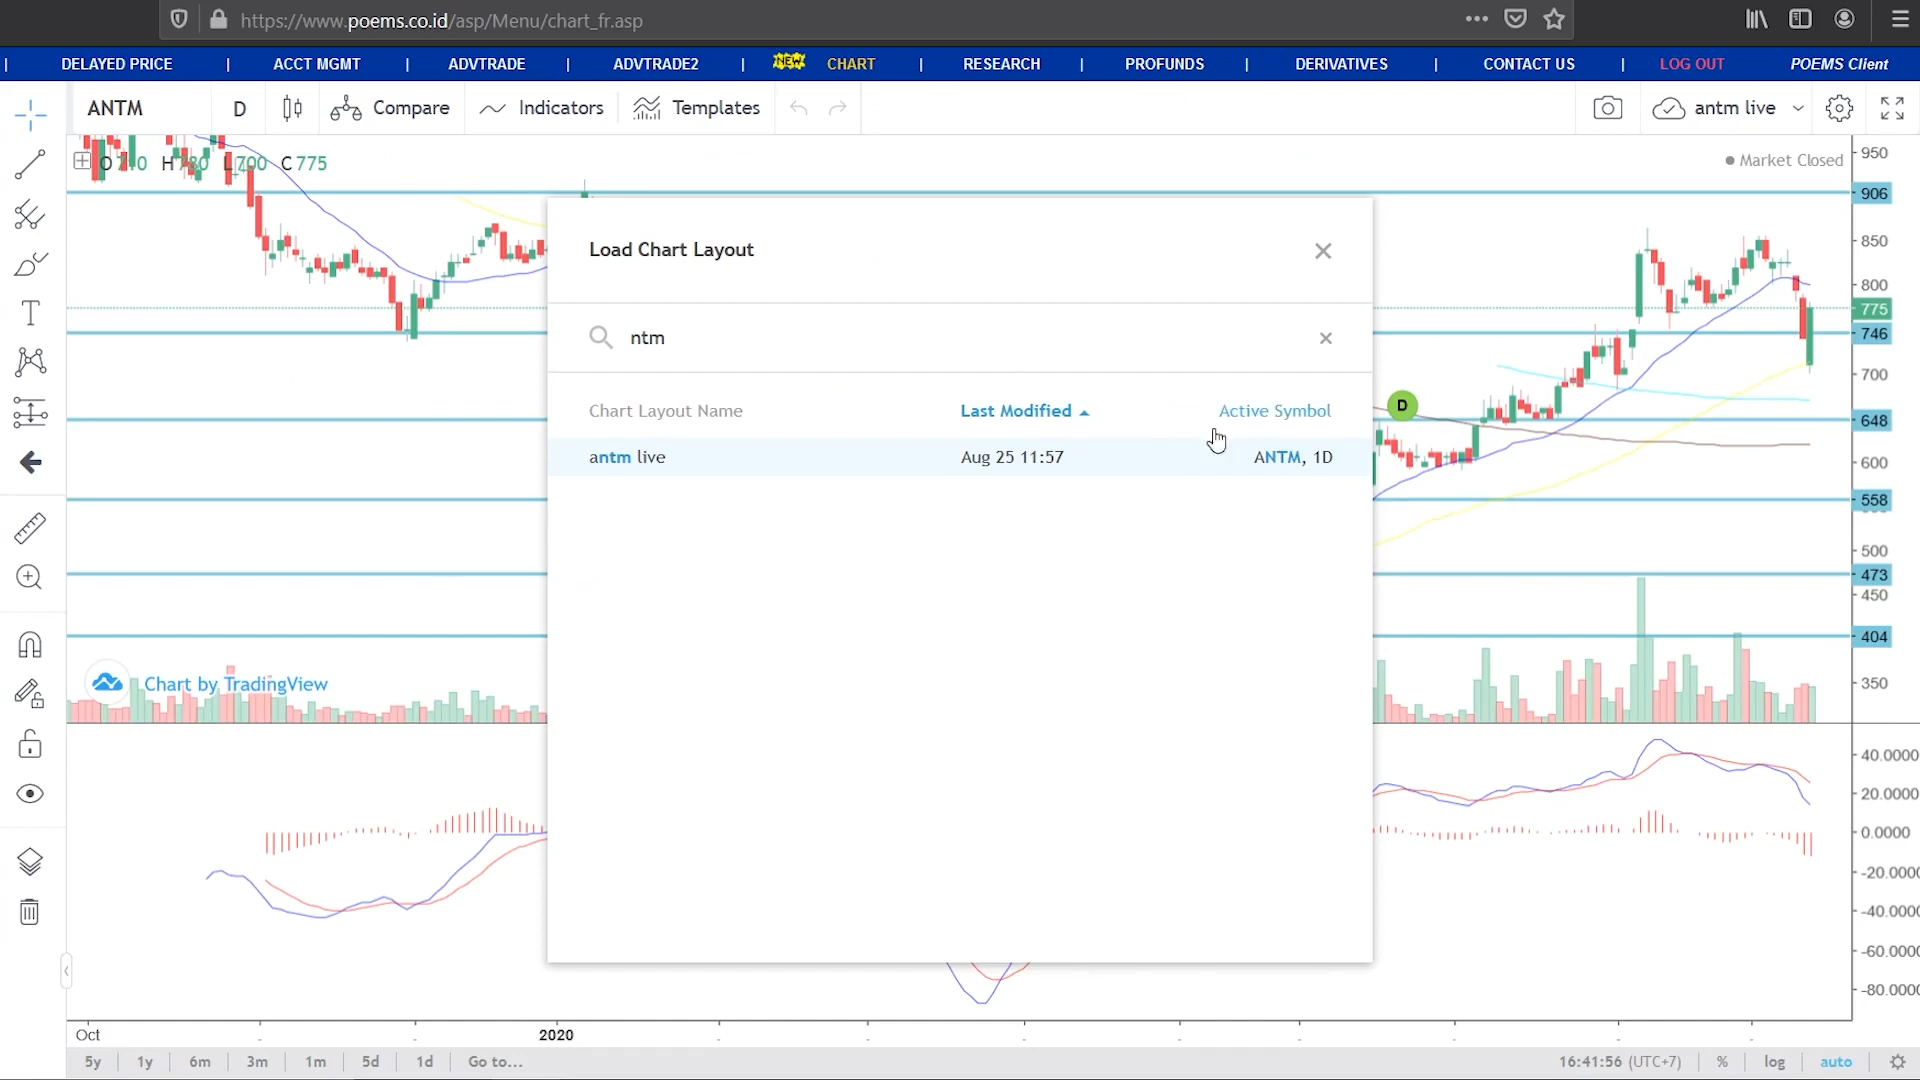 https://www.poems.co.id/asp/Menu/chart_fr.asp
| DELAYED PRICE | ACCT MGMT | ADVTRADE | ADVTRADE2 | NEW CHART | RESEARCH | PROFUNDS | DERIVATIVES | CONTACT US | LOG OUT POEMS Client
ANTM D Compare Indicators Templates antm live
H 780 L 700 C 775
Market Closed
950
906
850
800
775
746
700
648
600
558
500
473
450
404
350
Load Chart Layout
ntm
Chart Layout Name Last Modified Active Symbol
antm live Aug 25 11:57 ANTM, 1D
D
Chart by TradingView
40.0000
20.0000
0.0000
-20.0000
-40.0000
-60.0000
-80.0000
Oct 2020
5y 1y 6m 3m 1m 5d 1d Go to... 16:41:56 (UTC+7) % log auto